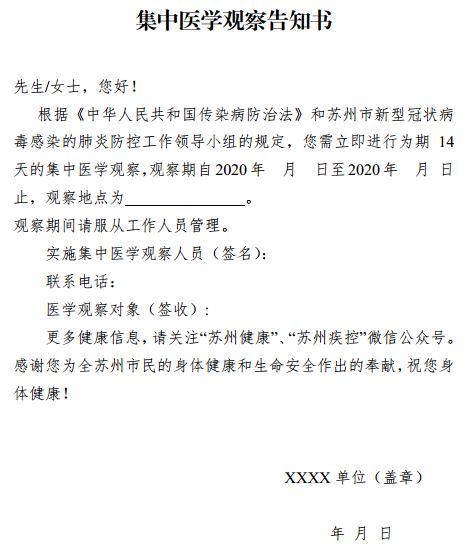 集中医学观察告知书
先生/女士，您好！
根据《中华人民共和国传染病防治法》和苏州市新型冠状病
毒感染的肺炎防控工作领导小组的规定，您需立即进行为期 14
天的集中医学观察，观察期自2020年 月 日至2020年 月 日
止，观察地点为______________。
观察期间请服从工作人员管理。
实施集中医学观察人员（签名）：
联系电话：
医学观察对象（签收）：
更多健康信息，请关注“苏州健康”、“苏州疾控”微信公众号。
感谢您为全苏州市民的身体健康和生命安全作出的奉献，祝您身
体健康！
XXXX 单位（盖章）
年 月 日